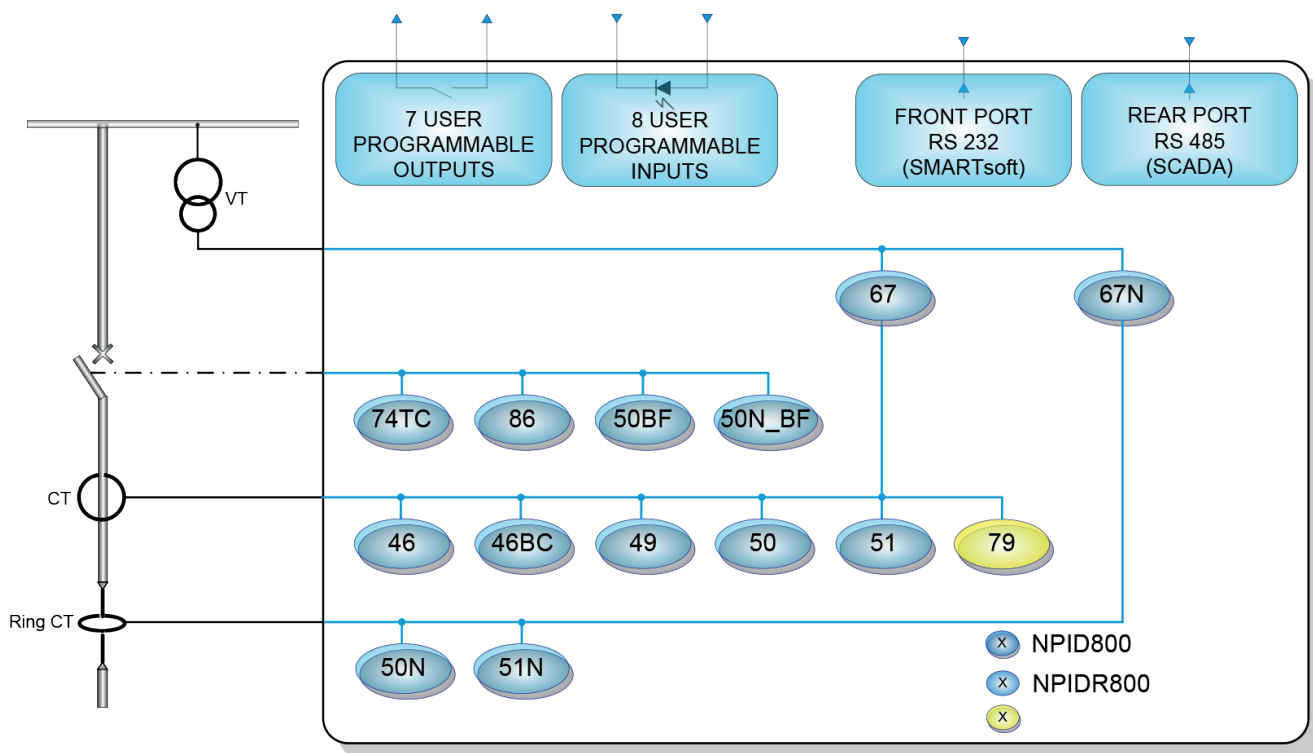 7 USER
PROGRAMMABLE
OUTPUTS
8 USER
PROGRAMMABLE
INPUTS
FRONT PORT
RS 232
(SMARTsoft)
REAR PORT
RS 485
(SCADA)
VT
67
67N
74TC
86
50BF
50N_BF
CT
46
46BC
49
50
51
79
Ring CT
50N
51N
X NPID800
X NPIDR800
X